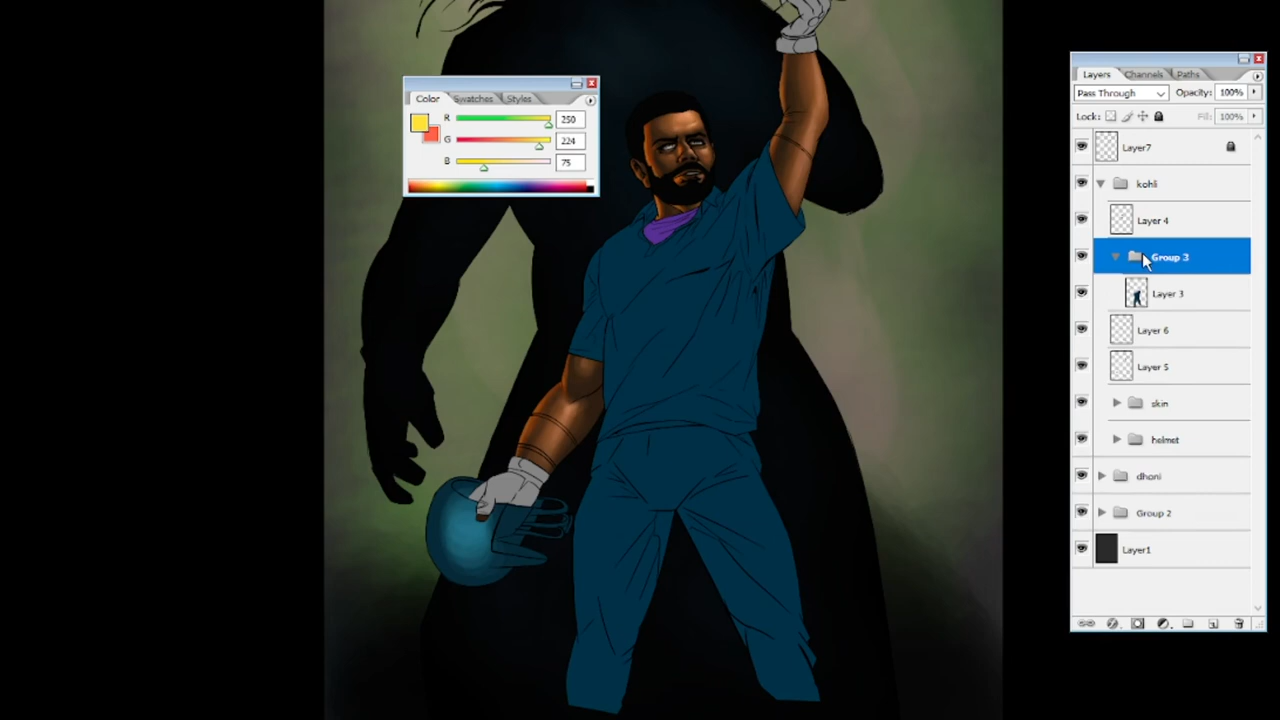 Color Swatches Styles
R 250
G 224
B 75
Layers Channels Paths
Pass Through Opacity: 100%
Lock: Fill: 100%
Layer7
kohli
Layer 4
Group 3
Layer 3
Layer 6
Layer 5
skin
helmet
dhoni
Group 2
Layer1